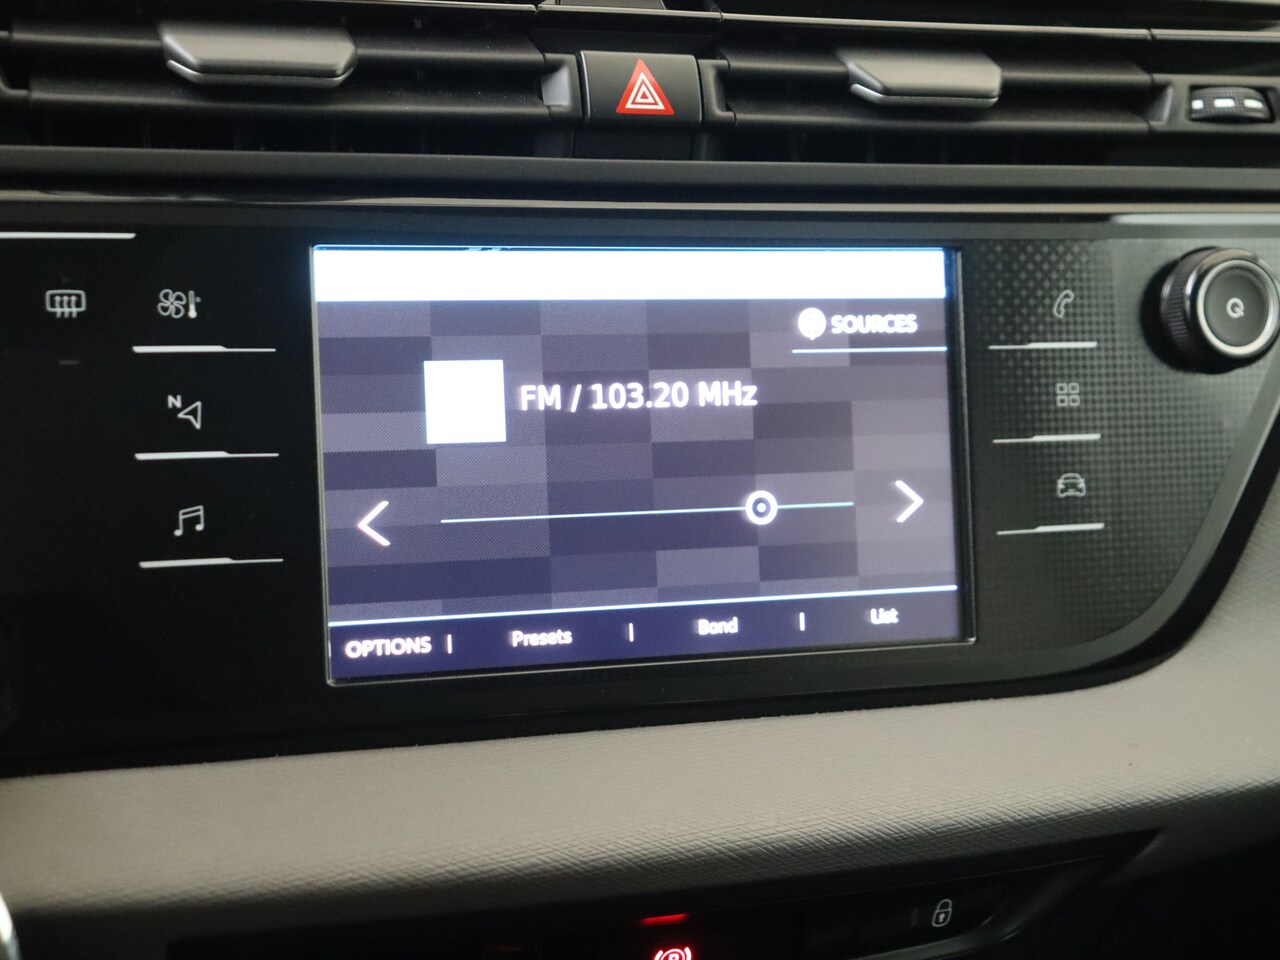 SOURCES
FM / 103.20 MHz
OPTIONS | Presets | Band | List
N